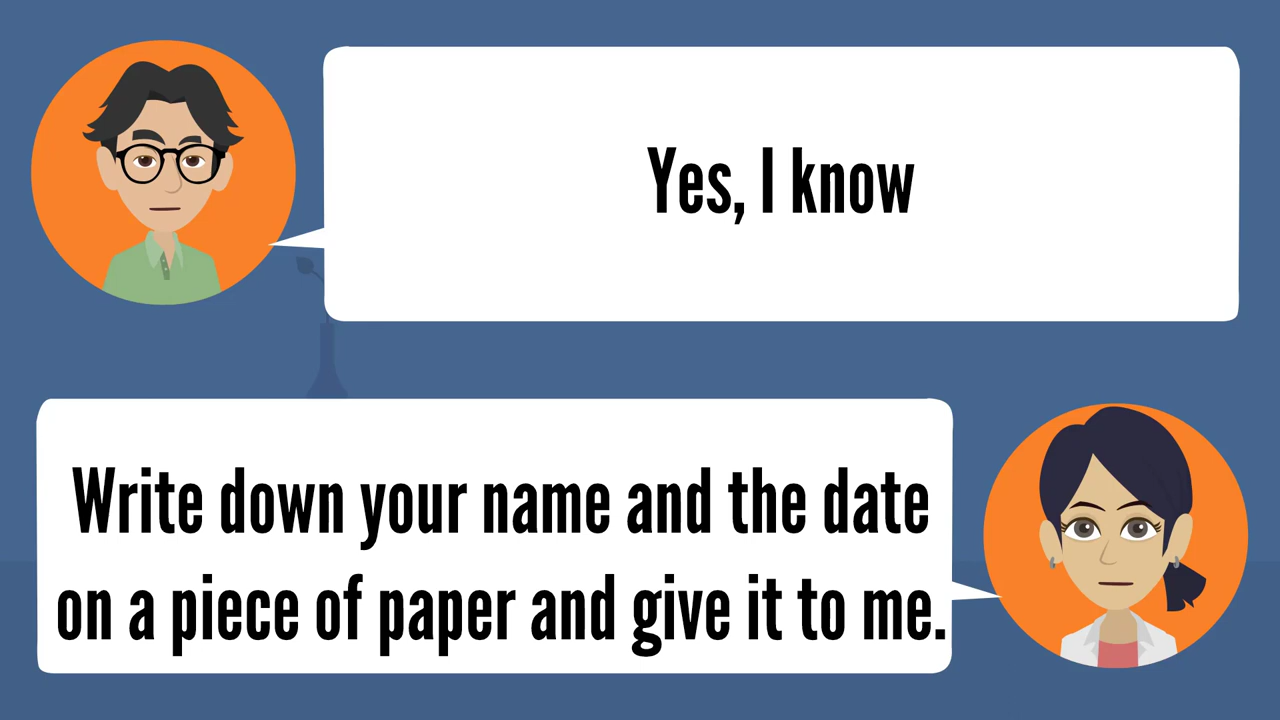 Yes, I know
Write down your name and the date
on a piece of paper and give it to me.